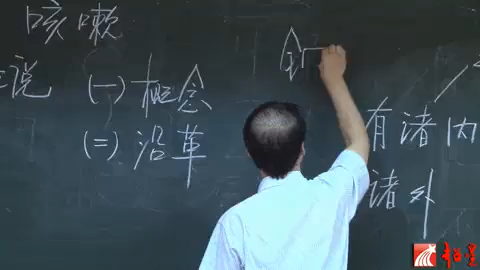 咳嗽
说
(一) 概念
(二) 沿革
有诸内
诸外